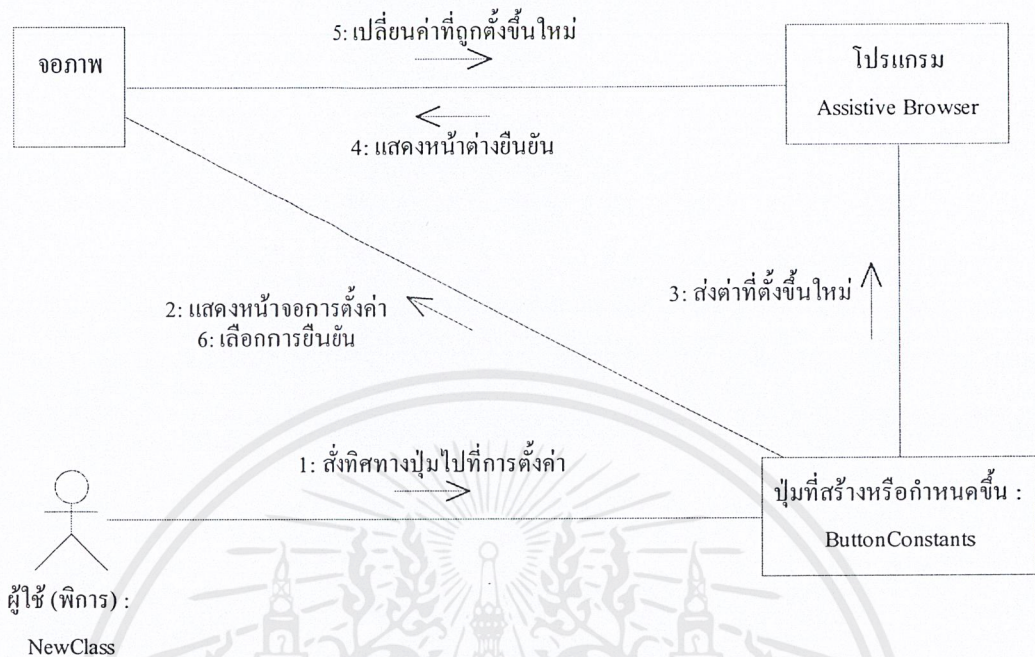 5: เปลี่ยนค่าที่ถูกตั้งขึ้นใหม่
จอภาพ
โปรแกรม
Assistive Browser
4: แสดงหน้าต่างยืนยัน
3: ส่งต่าที่ตั้งขึ้นใหม่
2: แสดงหน้าจอการตั้งค่า
6: เลือกการยืนยัน
1: สั่งทิศทางปุ่มไปที่การตั้งค่า
ปุ่มที่สร้างหรือกำหนดขึ้น :
ButtonConstants
ผู้ใช้ (พิการ) :
NewClass